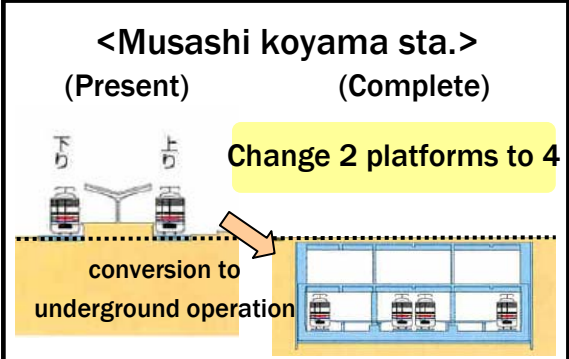 <Musashi koyama sta.>
(Present)
(Complete)
下り
上り
Change 2 platforms to 4
conversion to
underground operation